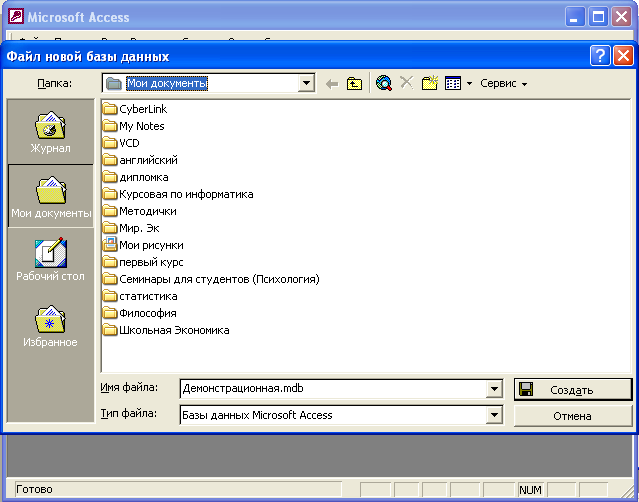 Microsoft Access
Файл новой базы данных
Папка:
Мои документы
Сервис
Журнал
Мои документы
Рабочий стол
Избранное
CyberLink
My Notes
VCD
английский
дипломка
Курсовая по информатика
Методички
Мир. Эк
Мои рисунки
первый курс
Семинары для студентов (Психология)
статистика
Философия
Школьная Экономика
Имя файла:
Демонстрационная.mdb
Создать
Тип файла:
Базы данных Microsoft Access
Отмена
Готово
NUM